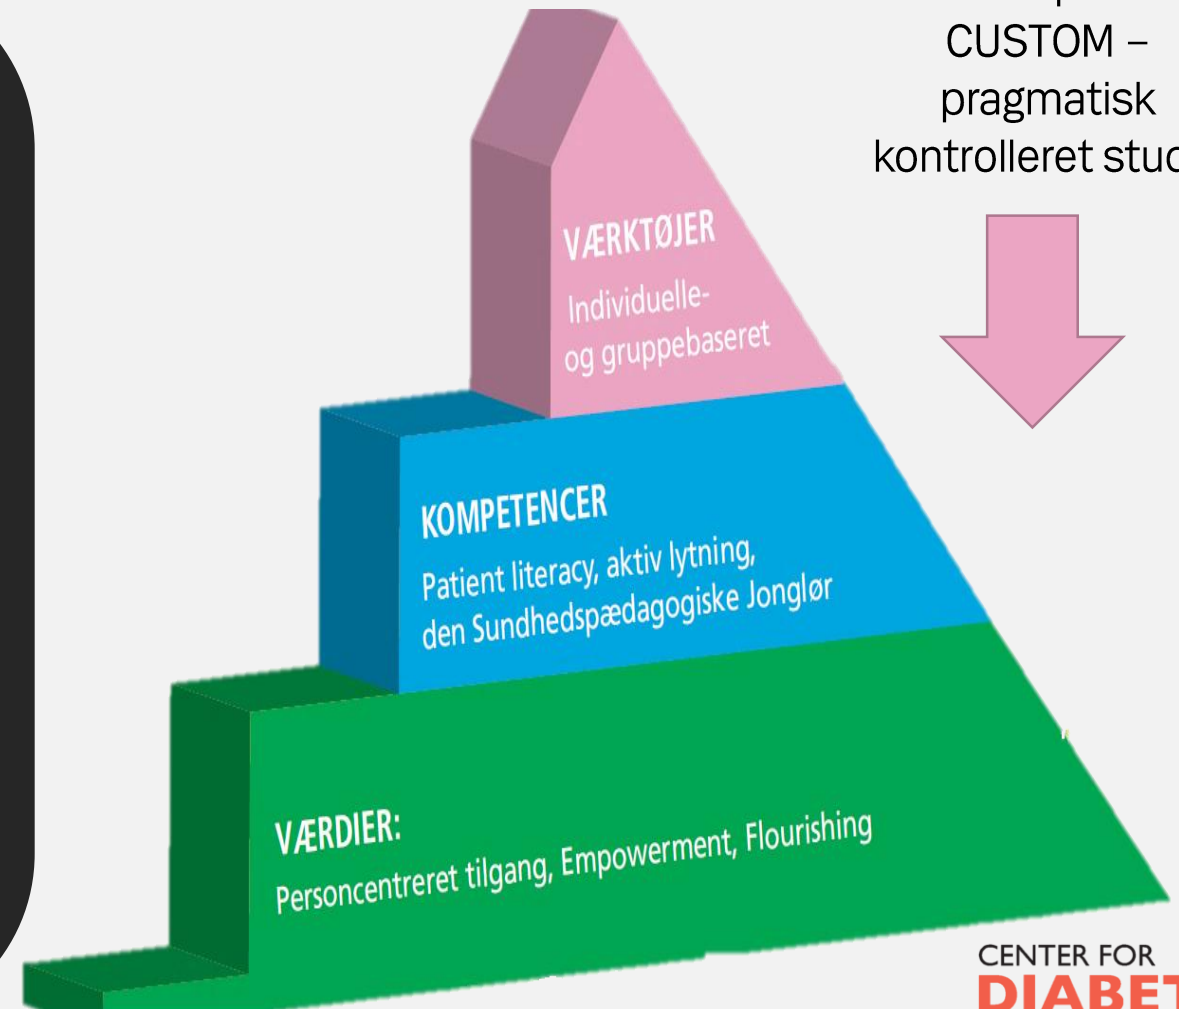 CUSTOM –
pragmatisk
kontrolleret
VÆRKTØJER
Individuelle-
og gruppebaseret
KOMPETENCER
Patient literacy, aktiv lytning,
den Sundhedspædagogiske Jonglør
VÆRDIER:
Personcentreret tilgang, Empowerment, Flourishing
CENTER FOR